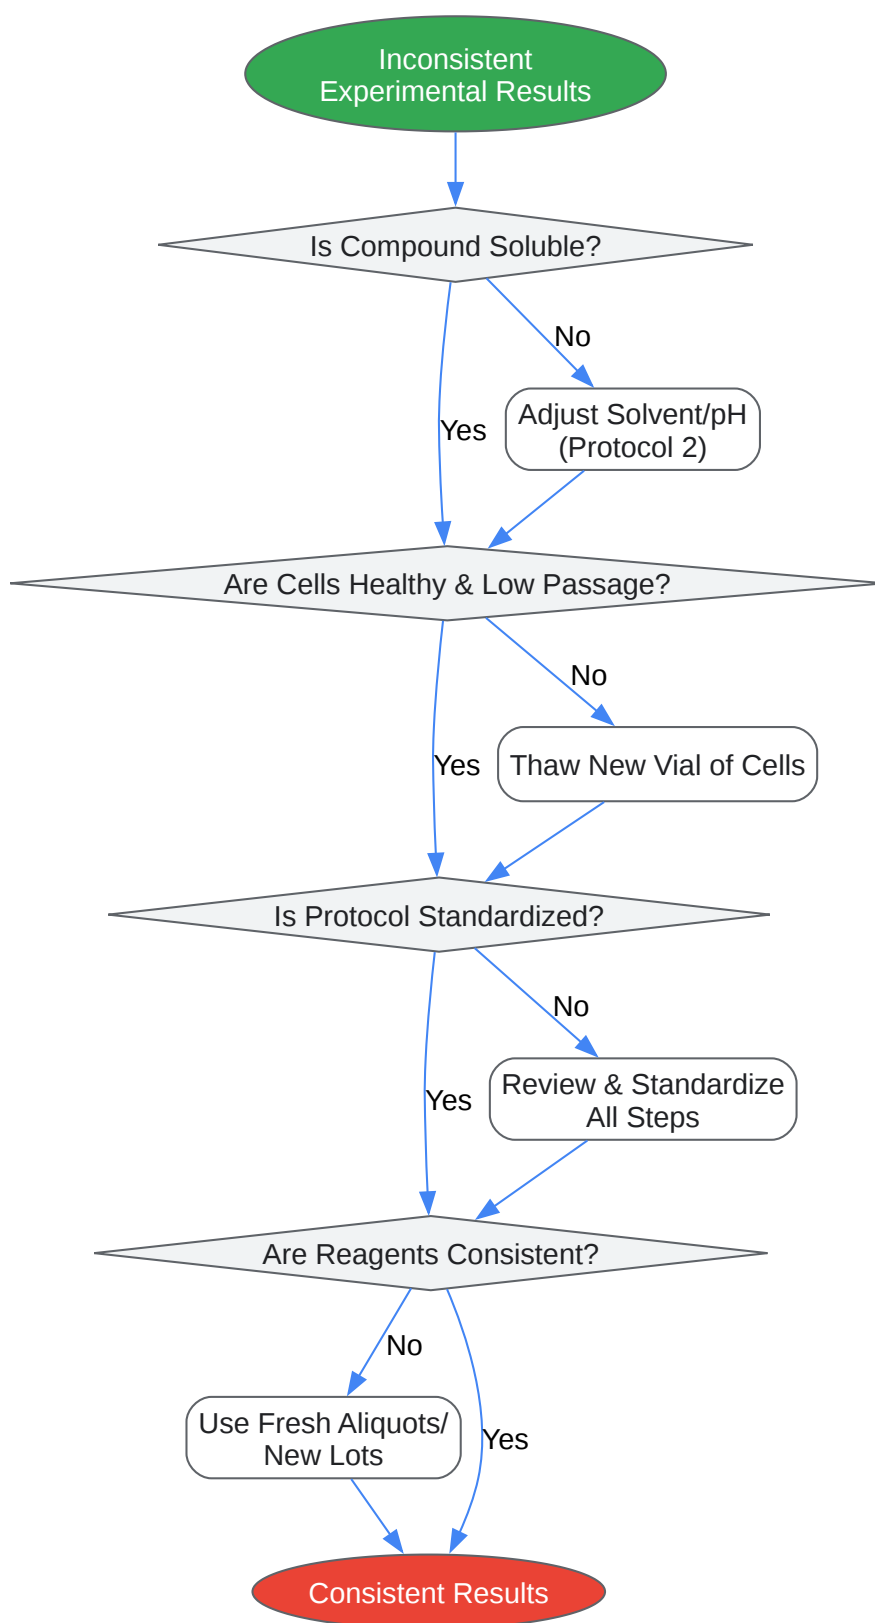 Inconsistent
Experimental Results
Is Compound Soluble?
No
Adjust Solvent/pH
(Protocol 2)
Yes
Are Cells Healthy & Low Passage?
No
Thaw New Vial of Cells
Yes
Is Protocol Standardized?
No
Review & Standardize
All Steps
Yes
Are Reagents Consistent?
No
Use Fresh Aliquots/
New Lots
Yes
Consistent Results